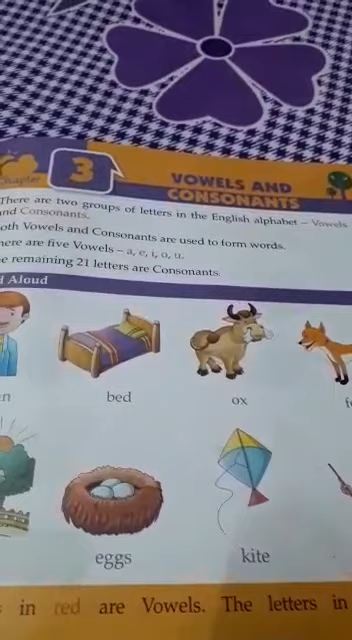 Chapter 3
VOWELS AND
CONSONANTS
There are two groups of letters in the English alphabet – Vowels
and Consonants.
oth Vowels and Consonants are used to form words.
here are five Vowels – a, e, i, o, u.
e remaining 21 letters are Consonants.
d Aloud
n bed ox f
eggs kite
s in red are Vowels. The letters in